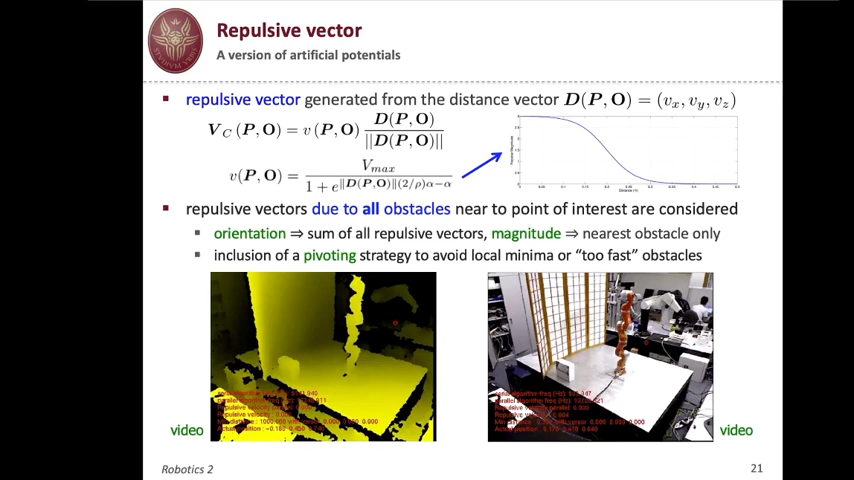 Repulsive vector
A version of artificial potentials
repulsive vector generated from the distance vector D(P, O) = (v_x, v_y, v_z)
V_C (P, O) = v (P, O) D(P, O) / ||D(P, O)||
v(P, O) = V_max / 1 + e^{||D(P,O)||(2/ρ)α−α}
repulsive vectors due to all obstacles near to point of interest are considered
orientation ⇒ sum of all repulsive vectors, magnitude ⇒ nearest obstacle only
inclusion of a pivoting strategy to avoid local minima or “too fast” obstacles
video
video
Robotics 2
21